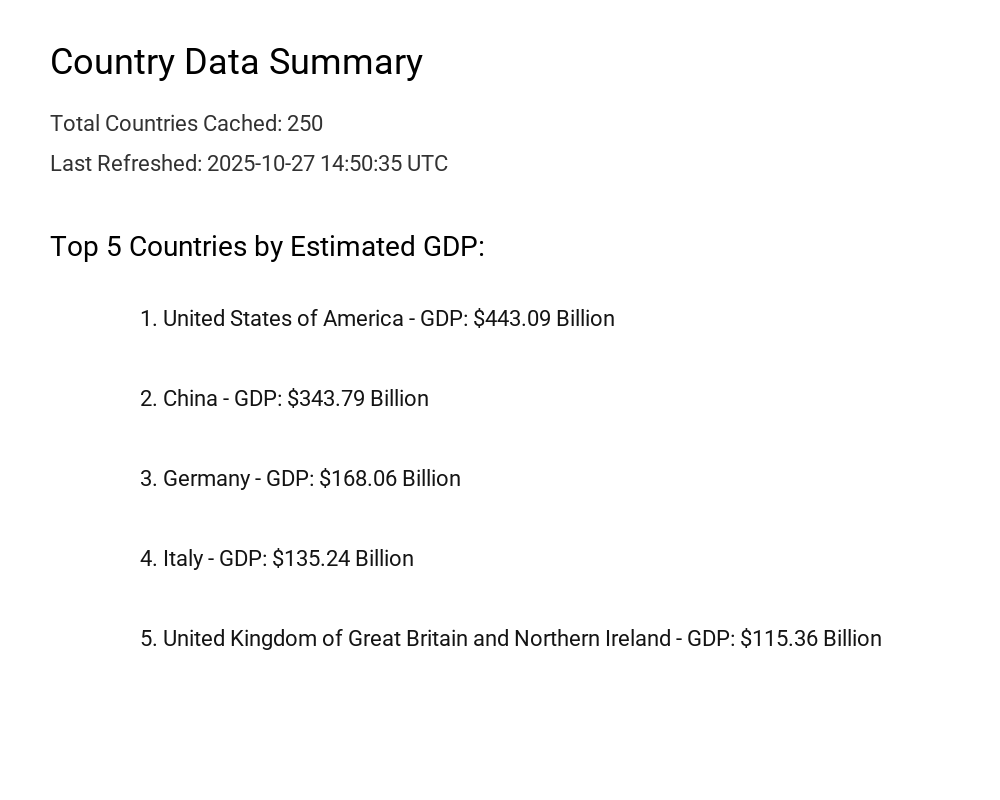 Country Data Summary
Total Countries Cached: 250
Last Refreshed: 2025-10-27 14:50:35 UTC
Top 5 Countries by Estimated GDP:
1. United States of America - GDP: $443.09 Billion
2. China - GDP: $343.79 Billion
3. Germany - GDP: $168.06 Billion
4. Italy - GDP: $135.24 Billion
5. United Kingdom of Great Britain and Northern Ireland - GDP: $115.36 Billion